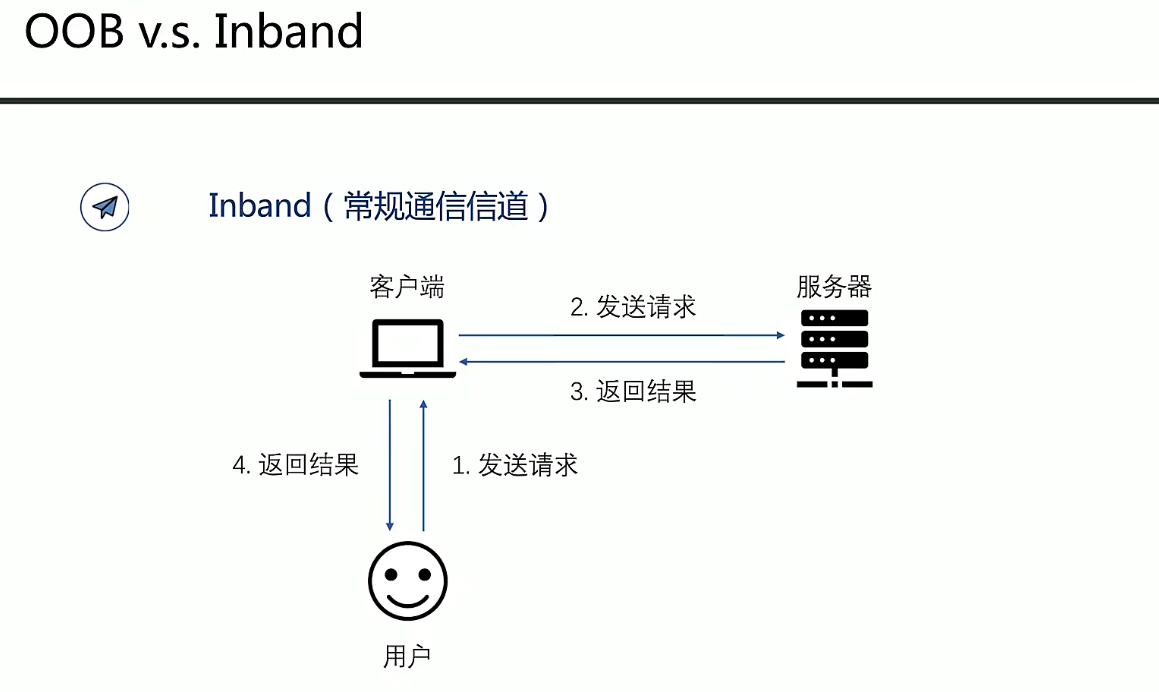 OOB v.s. Inband
Inband（常规通信信道）
客户端
服务器
2. 发送请求
3. 返回结果
4. 返回结果
1. 发送请求
用户